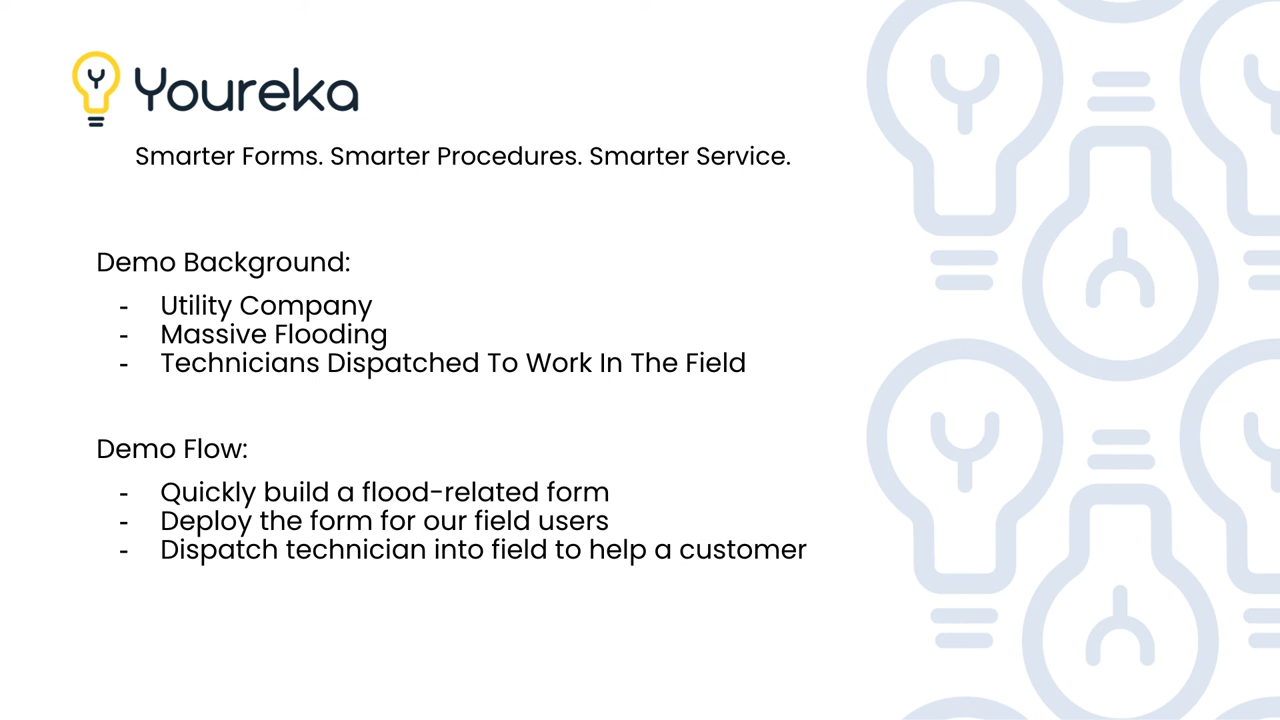 Youreka
Smarter Forms. Smarter Procedures. Smarter Service.
Demo Background:
- Utility Company
- Massive Flooding
- Technicians Dispatched To Work In The Field
Demo Flow:
- Quickly build a flood-related form
- Deploy the form for our field users
- Dispatch technician into field to help a customer